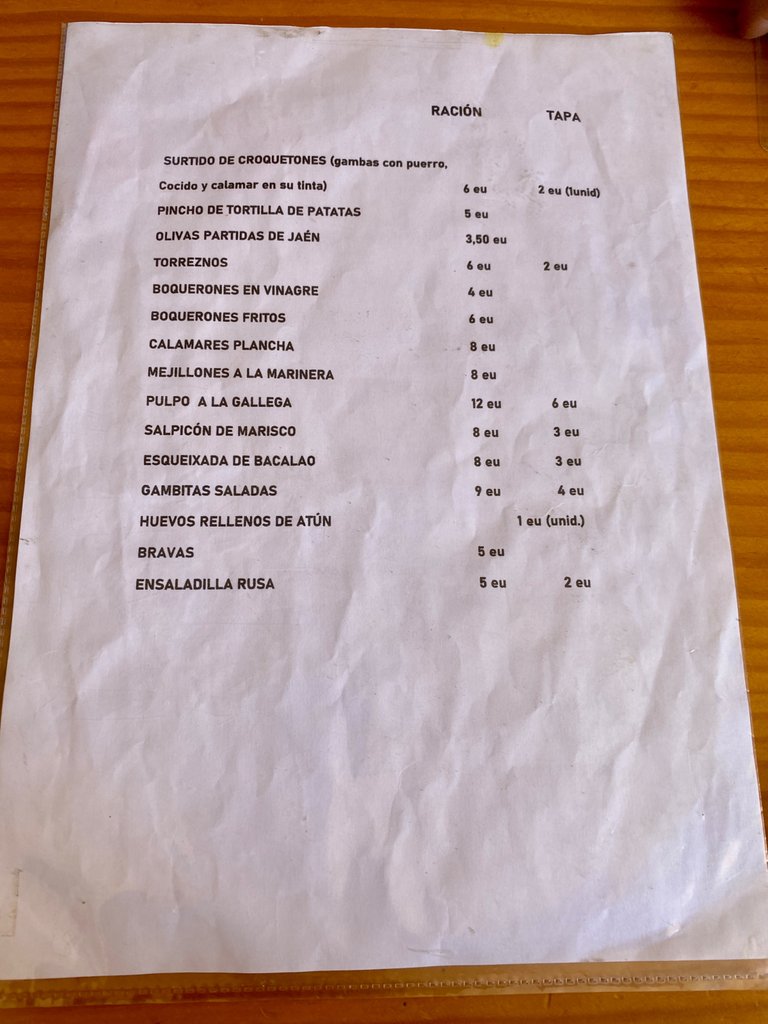 RACIÓN TAPA
SURTIDO DE CROQUETONES (gambas con puerro,
Cocido y calamar en su tinta) 6 eu 2 eu (1unid)
PINCHO DE TORTILLA DE PATATAS 5 eu
OLIVAS PARTIDAS DE JAÉN 3,50 eu
TORREZNOS 6 eu 2 eu
BOQUERONES EN VINAGRE 4 eu
BOQUERONES FRITOS 6 eu
CALAMARES PLANCHA 8 eu
MEJILLONES A LA MARINERA 8 eu
PULPO A LA GALLEGA 12 eu 6 eu
SALPICÓN DE MARISCO 8 eu 3 eu
ESQUEIXADA DE BACALAO 8 eu 3 eu
GAMBITAS SALADAS 9 eu 4 eu
HUEVOS RELLENOS DE ATÚN 1 eu (unid.)
BRAVAS 5 eu
ENSALADILLA RUSA 5 eu 2 eu